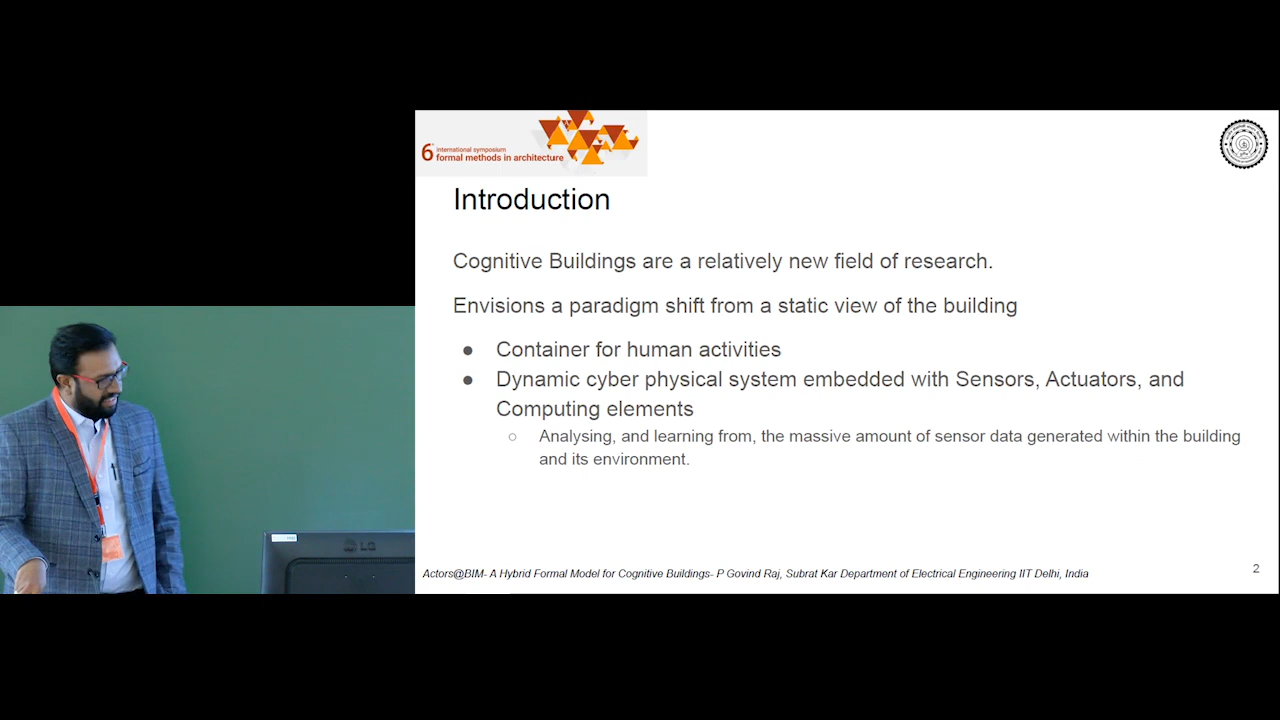 6th international symposium
formal methods in architecture
Introduction
Cognitive Buildings are a relatively new field of research.
Envisions a paradigm shift from a static view of the building
● Container for human activities
● Dynamic cyber physical system embedded with Sensors, Actuators, and
Computing elements
○ Analysing, and learning from, the massive amount of sensor data generated within the building
and its environment.
LG
Actors@BIM- A Hybrid Formal Model for Cognitive Buildings- P Govind Raj, Subrat Kar Department of Electrical Engineering IIT Delhi, India
2